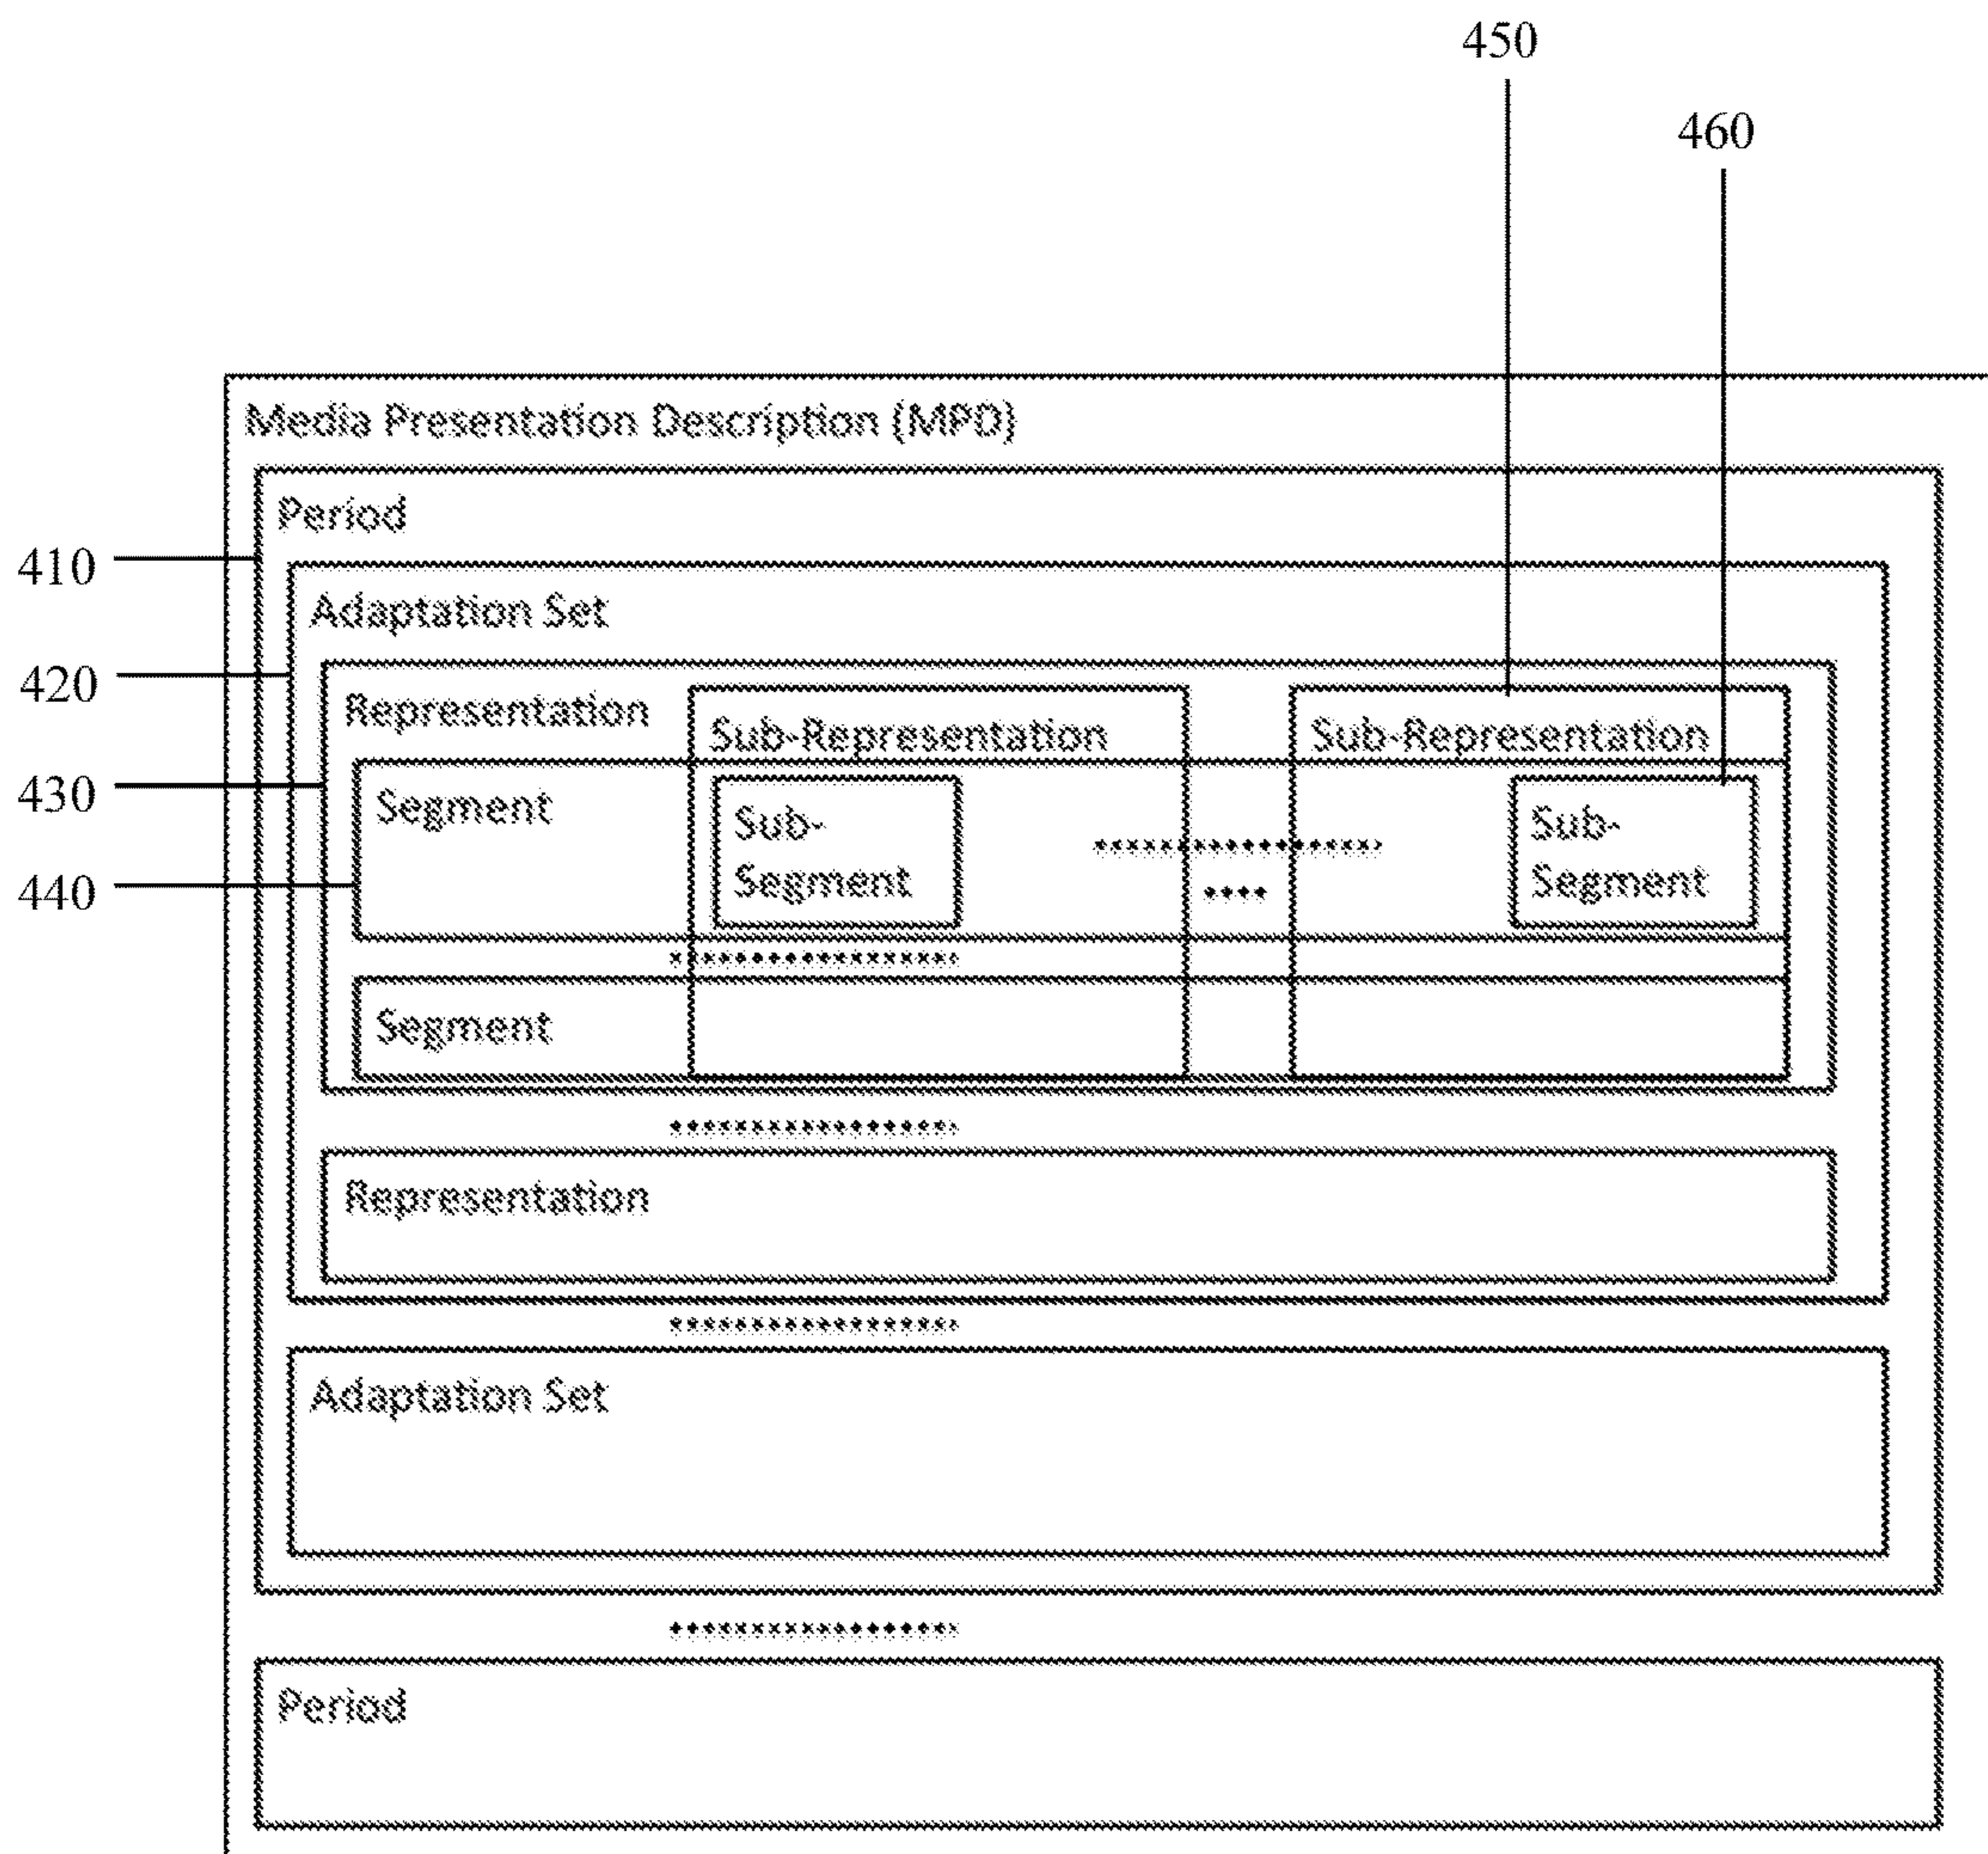 450
460
Media Presentation Description (MPD)
Period
410
Adaptation Set
420
Representation
Sub-Representation
Sub-Representation
430
Segment
Sub-
Segment
Sub-
Segment
440
Segment
Representation
Adaptation Set
Period